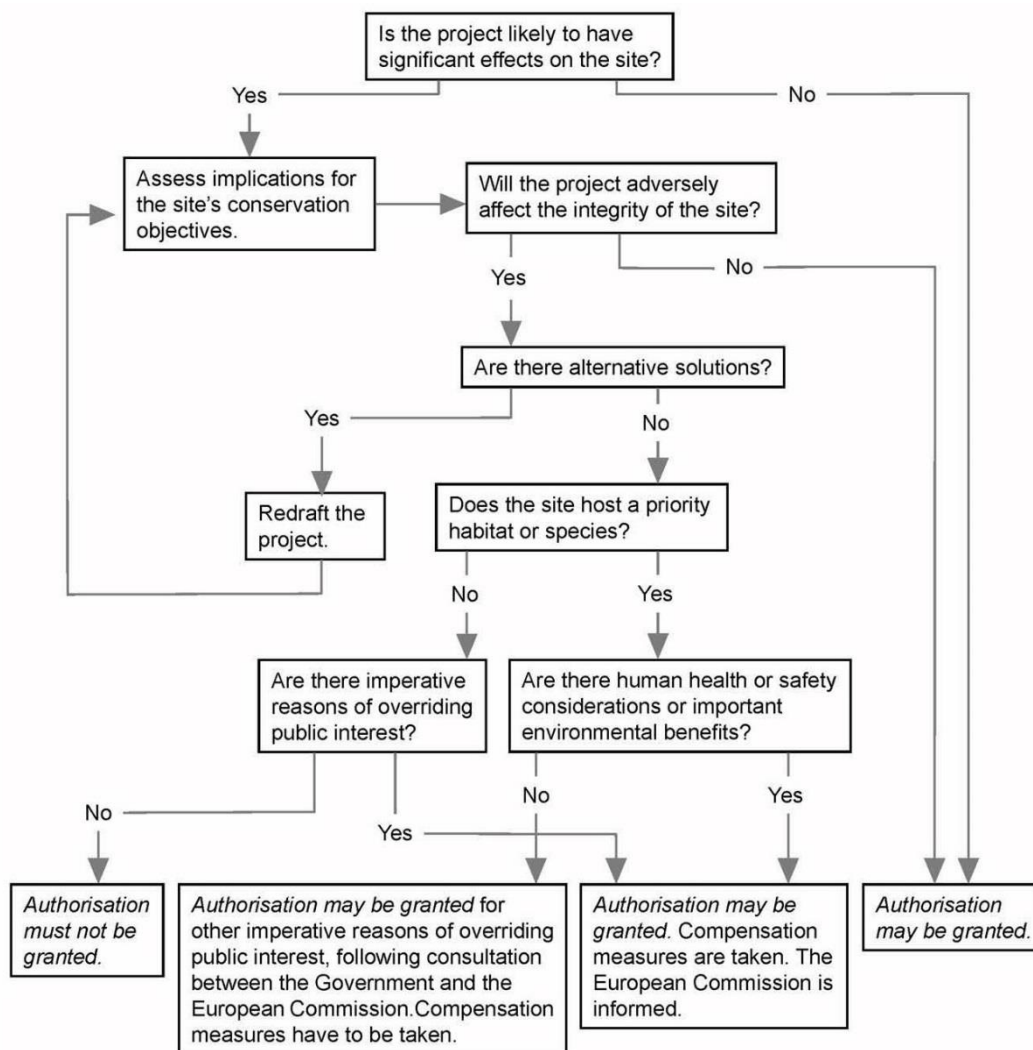 Is the project likely to have
significant effects on the site?
Yes
No
Assess implications for
the site's conservation
objectives.
Will the project adversely
affect the integrity of the site?
Yes
No
Are there alternative solutions?
Yes
No
Redraft the
project.
Does the site host a priority
habitat or species?
No
Yes
Are there imperative
reasons of overriding
public interest?
Are there human health or safety
considerations or important
environmental benefits?
No
Yes
No
Yes
Authorisation
must not be
granted.
Authorisation may be granted for
other imperative reasons of overriding
public interest, following consultation
between the Government and the
European Commission.Compensation
measures have to be taken.
Authorisation may be
granted. Compensation
measures are taken. The
European Commission is
informed.
Authorisation
may be granted.